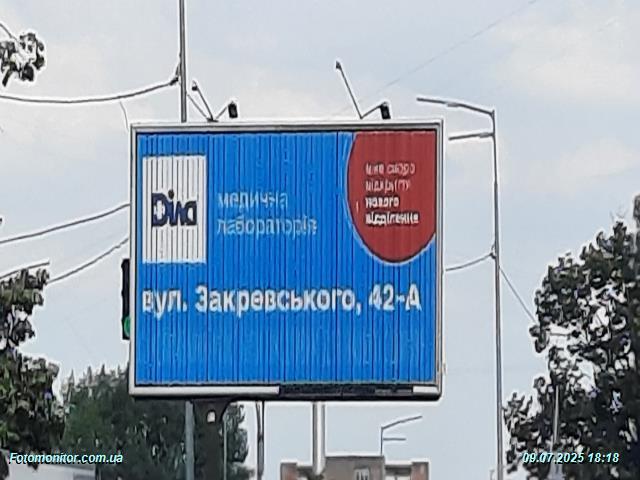 Діла
медична
лабораторія
вже скоро
відкриття
нового
відділення
вул. Закревського, 42-А
Fotomonitor.com.ua
09.07.2025 18:18